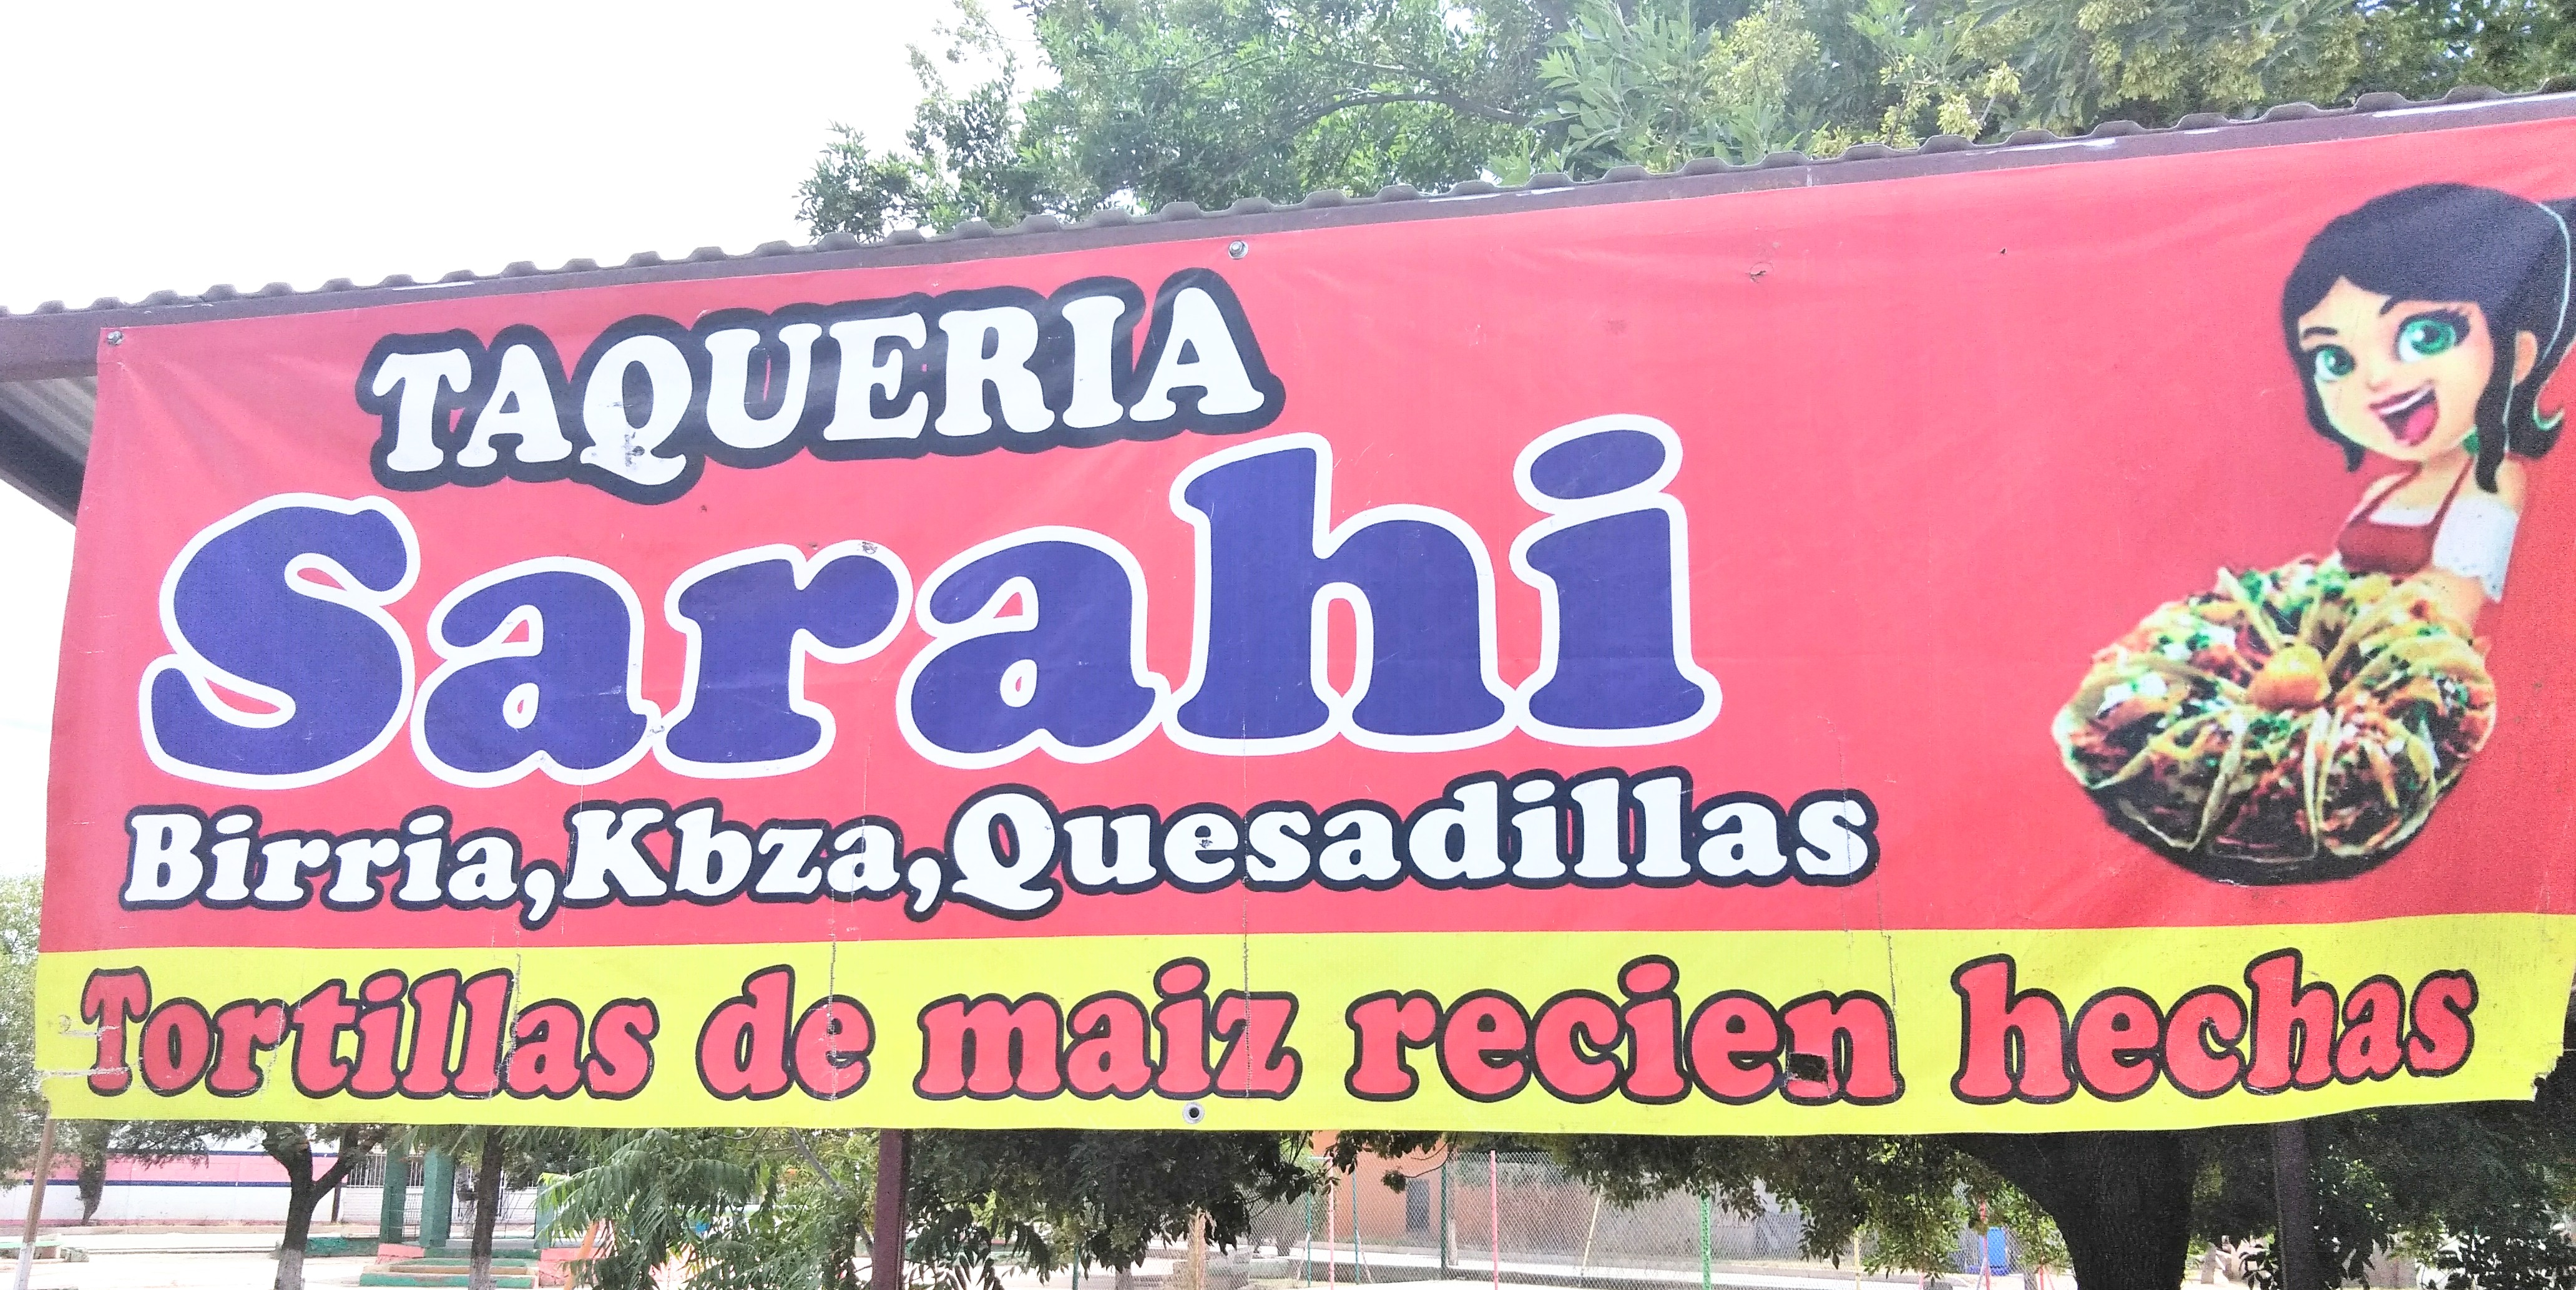 TAQUERIA
Sarahi
Birria,Kbza,Quesadillas
Tortillas de maiz recien hechas